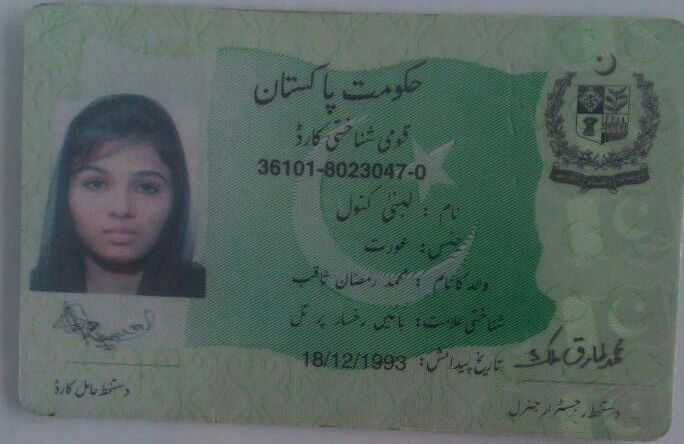 حکومت پاکستان
قومی شناختی کارڈ
36101-8023047-0
نام : لبنیٰ کنول
جنس: عورت
والد کا نام : محمد رمضان ثاقب
شناختی علامت: بائیں رخسار پر تل
تاریخ پیدائش: 18/12/1993
محمد طارق ملک
دستخط حامل کارڈ
دستخط رجسٹرار جنرل